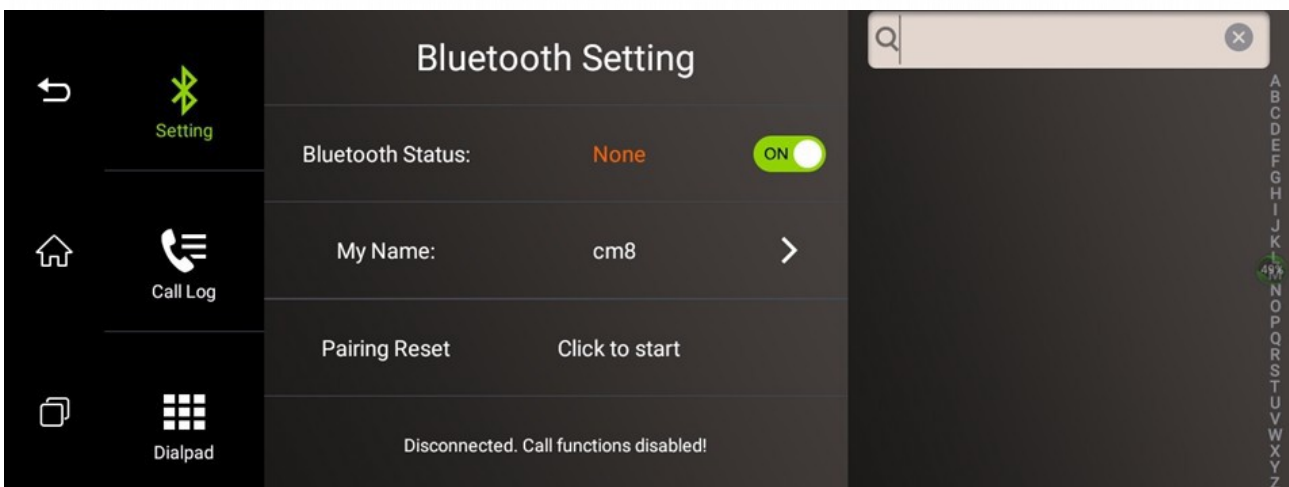 Bluetooth Setting
Setting
Bluetooth Status: None ON
My Name: cm8
Call Log
Pairing Reset Click to start
Disconnected. Call functions disabled!
Dialpad
A
B
C
D
E
F
G
H
I
J
K
L
49%
M
N
O
P
Q
R
S
T
U
V
W
X
Y
Z